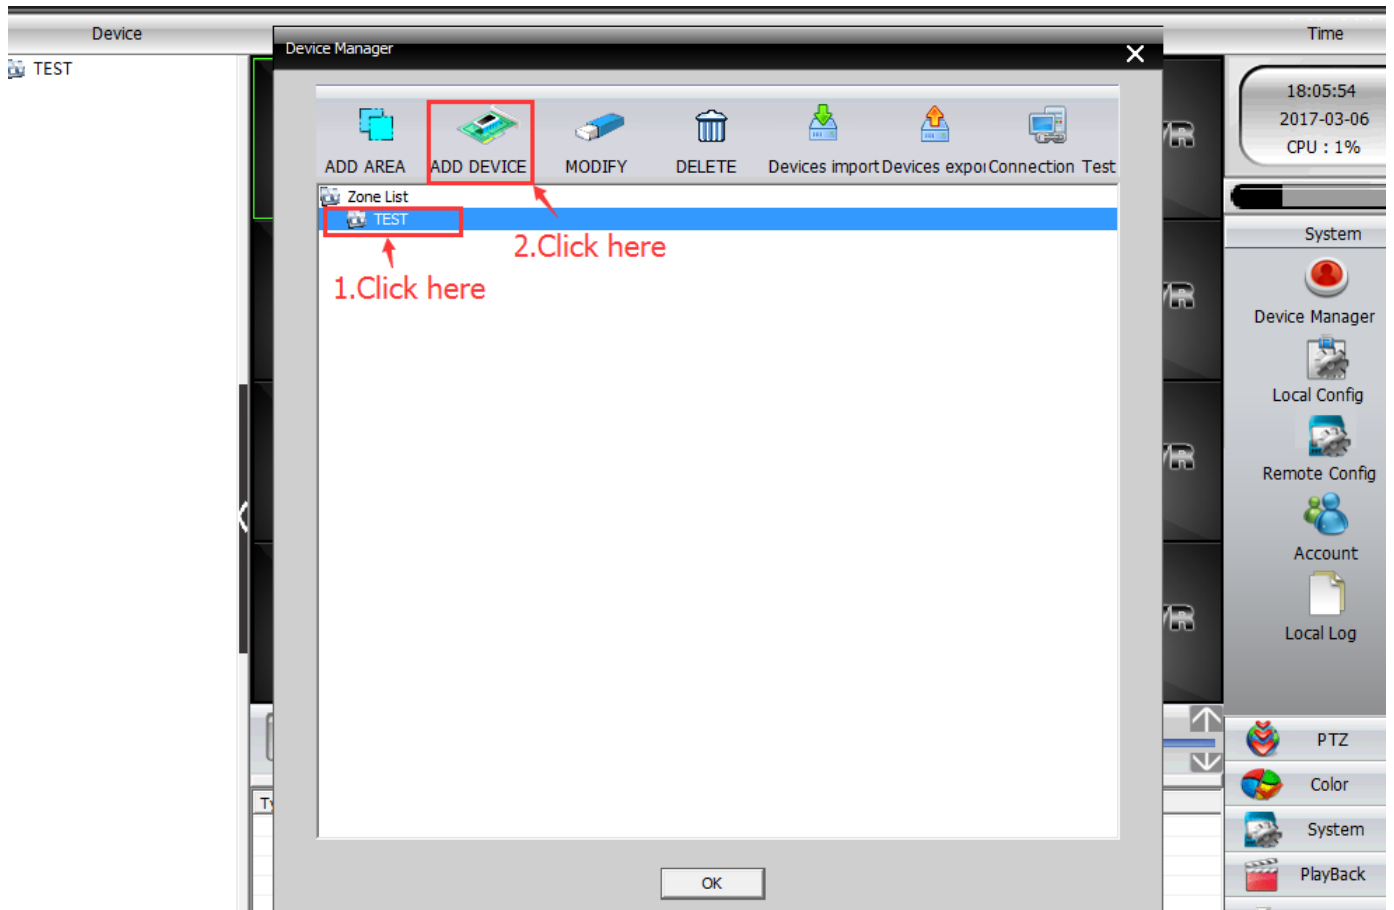 Device
Time
TEST
Device Manager
18:05:54
2017-03-06
CPU : 1%
ADD AREA
ADD DEVICE
MODIFY
DELETE
Devices import
Devices expor
Connection Test
Zone List
TEST
2.Click here
1.Click here
System
Device Manager
Local Config
Remote Config
Account
Local Log
PTZ
Color
System
PlayBack
OK